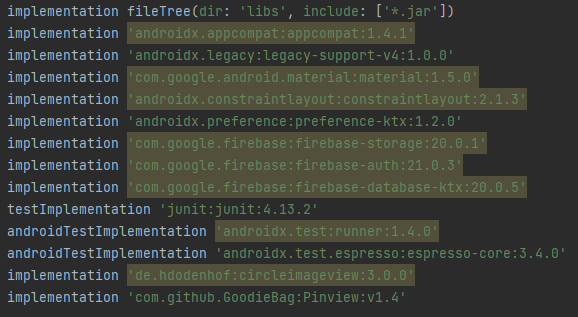 implementation fileTree(dir: 'libs', include: ['*.jar'])
implementation 'androidx.appcompat:appcompat:1.4.1'
implementation 'androidx.legacy:legacy-support-v4:1.0.0'
implementation 'com.google.android.material:material:1.5.0'
implementation 'androidx.constraintlayout:constraintlayout:2.1.3'
implementation 'androidx.preference:preference-ktx:1.2.0'
implementation 'com.google.firebase:firebase-storage:20.0.1'
implementation 'com.google.firebase:firebase-auth:21.0.3'
implementation 'com.google.firebase:firebase-database-ktx:20.0.5'
testImplementation 'junit:junit:4.13.2'
androidTestImplementation 'androidx.test:runner:1.4.0'
androidTestImplementation 'androidx.test.espresso:espresso-core:3.4.0'
implementation 'de.hdodenhof:circleimageview:3.0.0'
implementation 'com.github.GoodieBag:Pinview:v1.4'